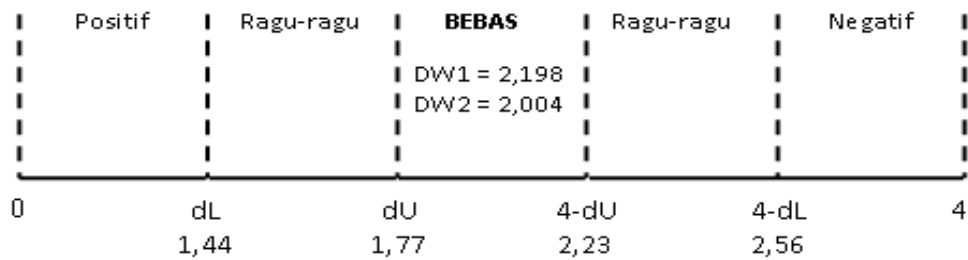 Positif Ragu-ragu BEBAS Ragu-ragu Negatif
DW1 = 2,198
DW2 = 2,004
0 dL dU 4-dU 4-dL 4
1,44 1,77 2,23 2,56